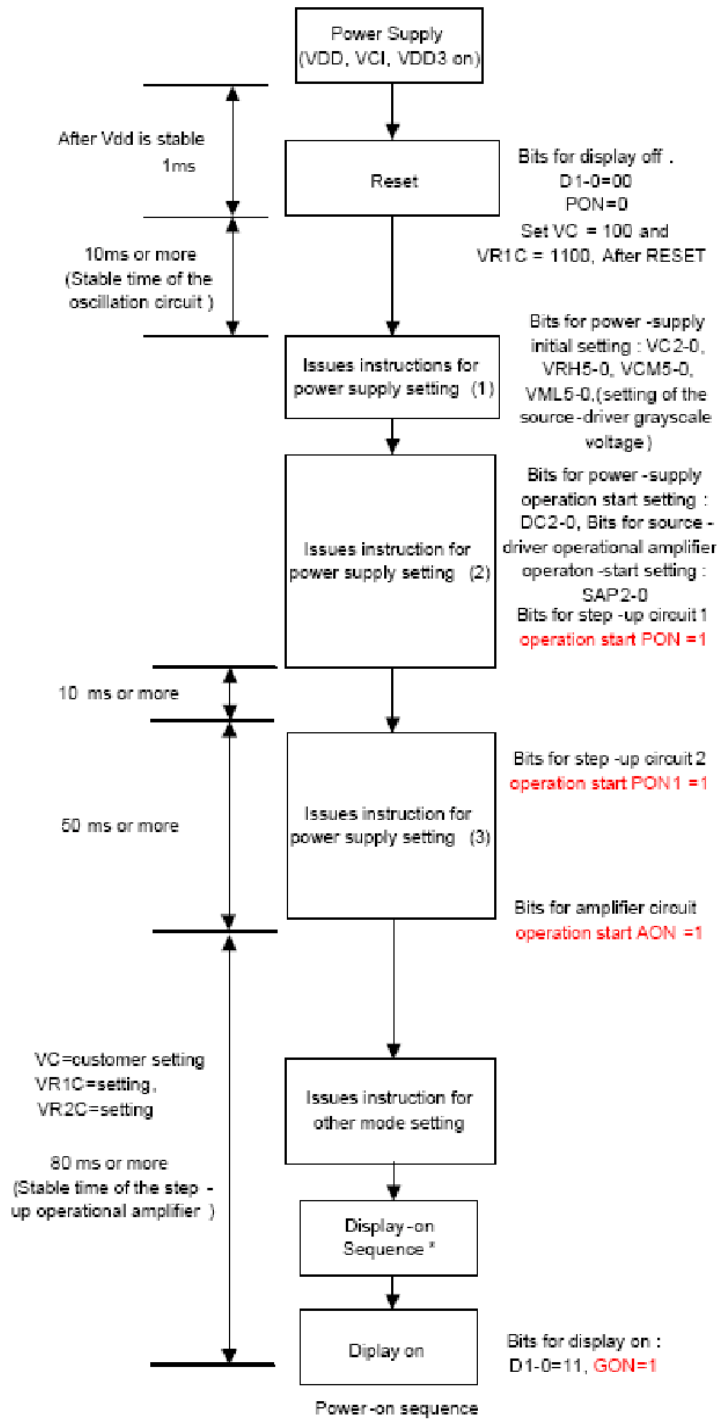 Power Supply
(VDD, VCI, VDD3 on)
After Vdd is stable
1ms
Reset
Bits for display off .
D1-0=00
PON=0
Set VC = 100 and
VR1C = 1100, After RESET
10ms or more
(Stable time of the
oscillation circuit )
Issues instructions for
power supply setting (1)
Bits for power -supply
initial setting : VC2-0,
VRH5-0, VCM5-0,
VML5-0,(setting of the
source -driver grayscale
voltage )
Issues instruction for
power supply setting (2)
Bits for power -supply
operation start setting :
DC2-0, Bits for source -
driver operational amplifier
operaton -start setting :
SAP2-0
Bits for step -up circuit 1
operation start PON =1
10 ms or more
50 ms or more
Issues instruction for
power supply setting (3)
Bits for step -up circuit 2
operation start PON1 =1
Bits for amplifier circuit
operation start AON =1
VC=customer setting
VR1C=setting,
VR2C=setting
80 ms or more
(Stable time of the step -
up operational amplifier )
Issues instruction for
other mode setting
Display -on
Sequence *
Diplay on
Bits for display on :
D1-0=11, GON=1
Power -on sequence